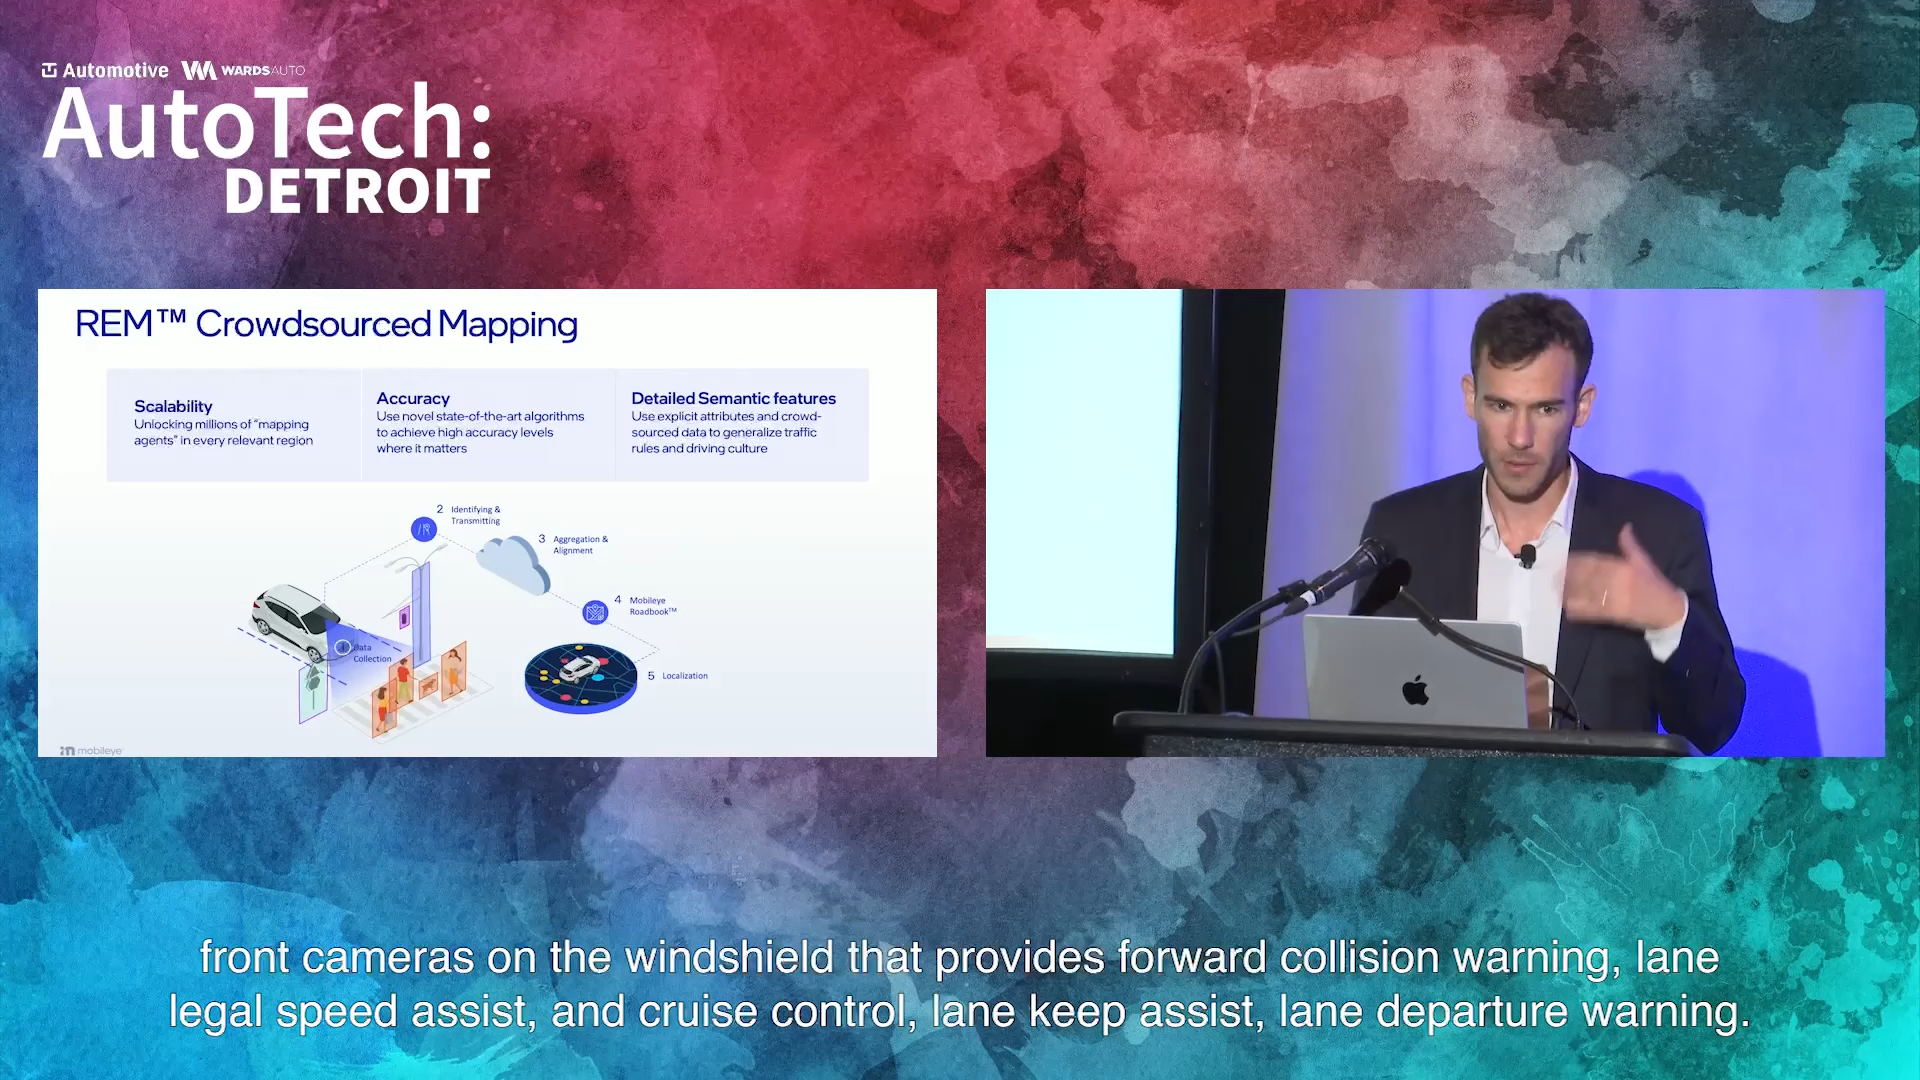 TU Automotive WARDSAUTO
AutoTech:
DETROIT
REM™ Crowdsourced Mapping
Scalability
Unlocking millions of "mapping
agents" in every relevant region
Accuracy
Use novel state-of-the-art algorithms
to achieve high accuracy levels
where it matters
Detailed Semantic features
Use explicit attributes and crowd-
sourced data to generalize traffic
rules and driving culture
1 Data
Collection
2 Identifying &
Transmitting
3 Aggregation &
Alignment
4 Mobileye
Roadbook™
5 Localization
mobileye
front cameras on the windshield that provides forward collision warning, lane
legal speed assist, and cruise control, lane keep assist, lane departure warning.